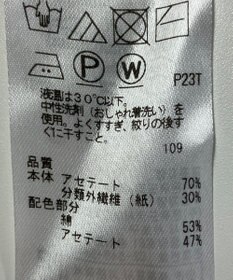 P W
P23T
液温は30℃以下。
中性洗剤（おしゃれ着洗い）を
使用。よくすすぎ、絞りの後す
ぐに干すこと。
109
品質
本体 アセテート 70%
分類外繊維（紙） 30%
配色部分
綿 53%
アセテート 47%